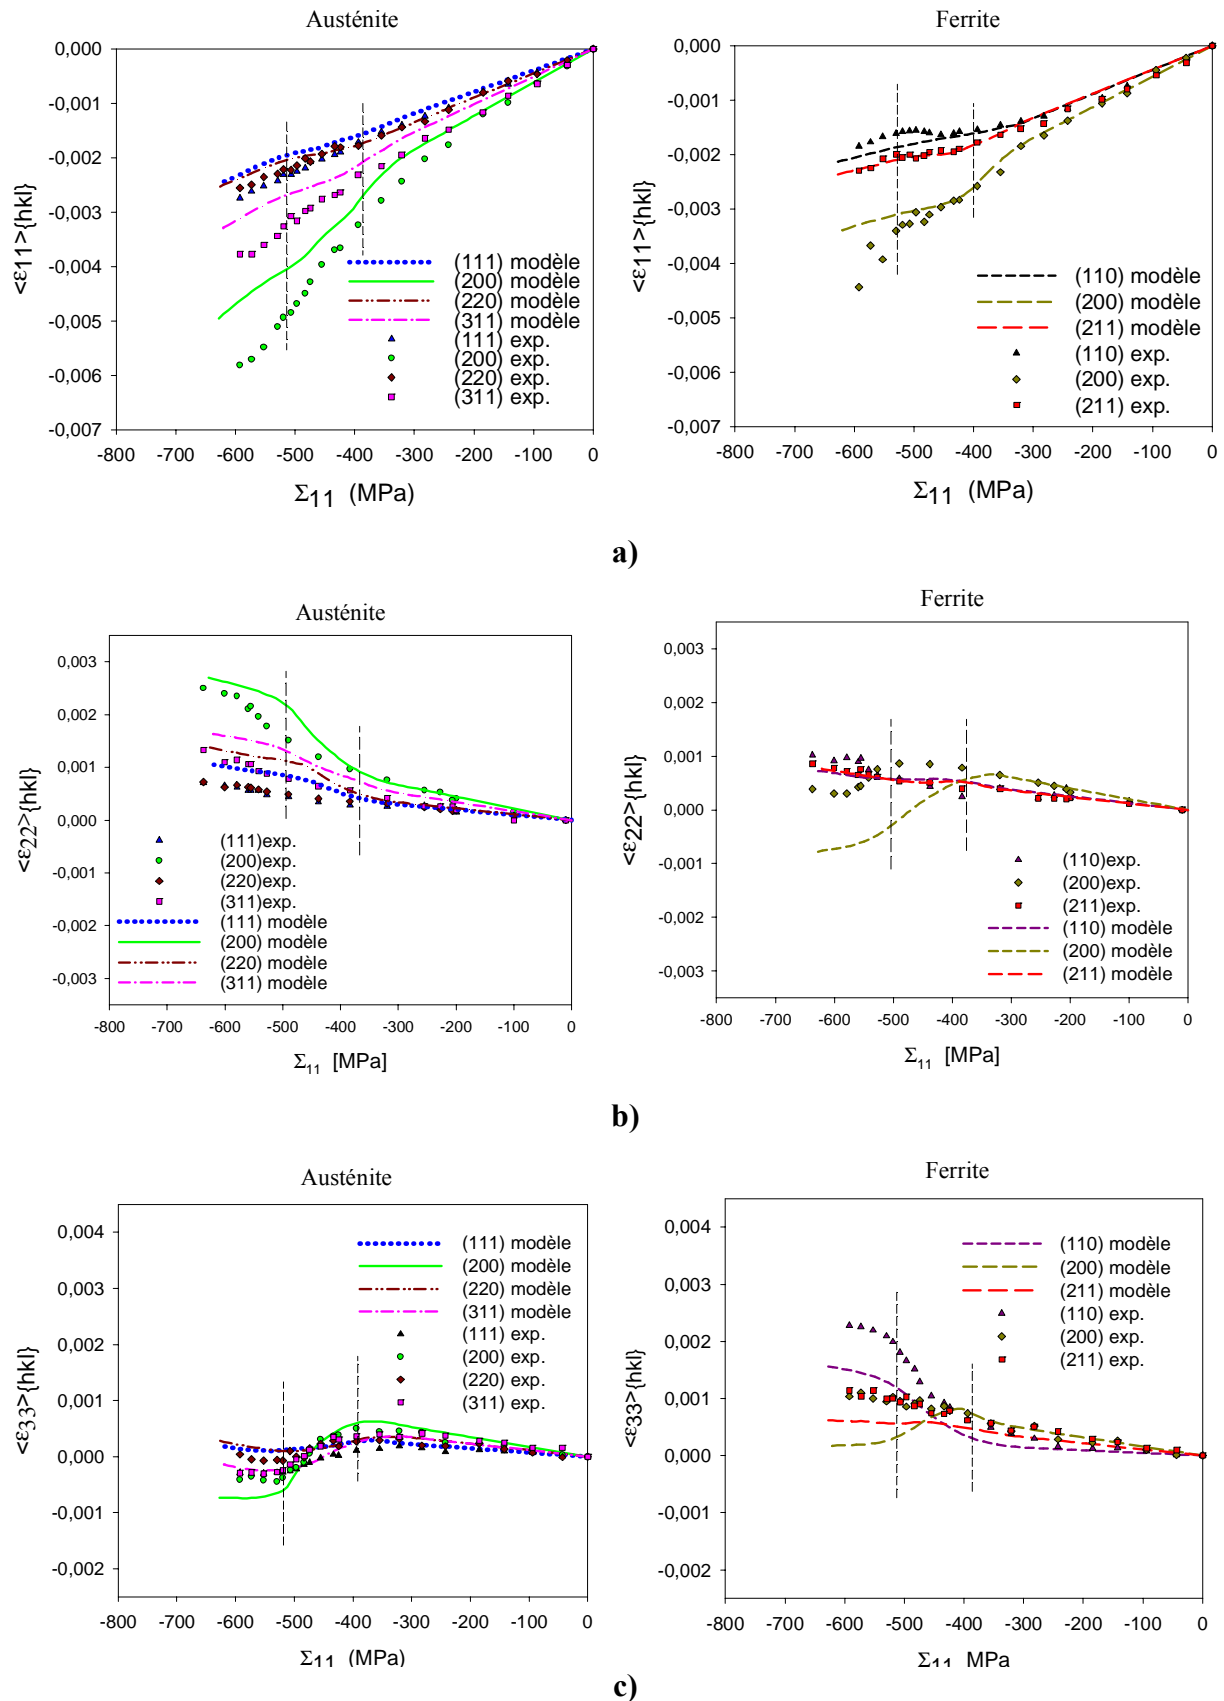 Austénite
0,000
-0,001
-0,002
-0,003
-0,004
-0,005
-0,006
-0,007
<ε11>{hkl}
(111) modèle
(200) modèle
(220) modèle
(311) modèle
(111) exp.
(200) exp.
(220) exp.
(311) exp.
-800 -700 -600 -500 -400 -300 -200 -100 0
Σ11 (MPa)
Ferrite
0,000
-0,001
-0,002
-0,003
-0,004
-0,005
-0,006
-0,007
<ε11>{hkl}
(110) modèle
(200) modèle
(211) modèle
(110) exp.
(200) exp.
(211) exp.
-800 -700 -600 -500 -400 -300 -200 -100 0
Σ11 (MPa)
a)
Austénite
0,003
0,002
0,001
0,000
-0,001
-0,002
-0,003
<ε22>{hkl}
(111)exp.
(200)exp.
(220)exp.
(311)exp.
(111) modèle
(200) modèle
(220) modèle
(311) modèle
-800 -700 -600 -500 -400 -300 -200 -100 0
Σ11 [MPa]
Ferrite
0,003
0,002
0,001
0,000
-0,001
-0,002
-0,003
<ε22>{hkl}
(110)exp.
(200)exp.
(211)exp.
(110) modèle
(200) modèle
(211) modèle
-800 -700 -600 -500 -400 -300 -200 -100 0
Σ11 [MPa]
b)
Austénite
0,004
0,003
0,002
0,001
0,000
-0,001
-0,002
<ε33>{hkl}
(111) modèle
(200) modèle
(220) modèle
(311) modèle
(111) exp.
(200) exp.
(220) exp.
(311) exp.
-800 -700 -600 -500 -400 -300 -200 -100 0
Σ11 (MPa)
Ferrite
0,004
0,003
0,002
0,001
0,000
-0,001
-0,002
<ε33>{hkl}
(110) modèle
(200) modèle
(211) modèle
(110) exp.
(200) exp.
(211) exp.
-800 -700 -600 -500 -400 -300 -200 -100 0
Σ11 MPa
c)